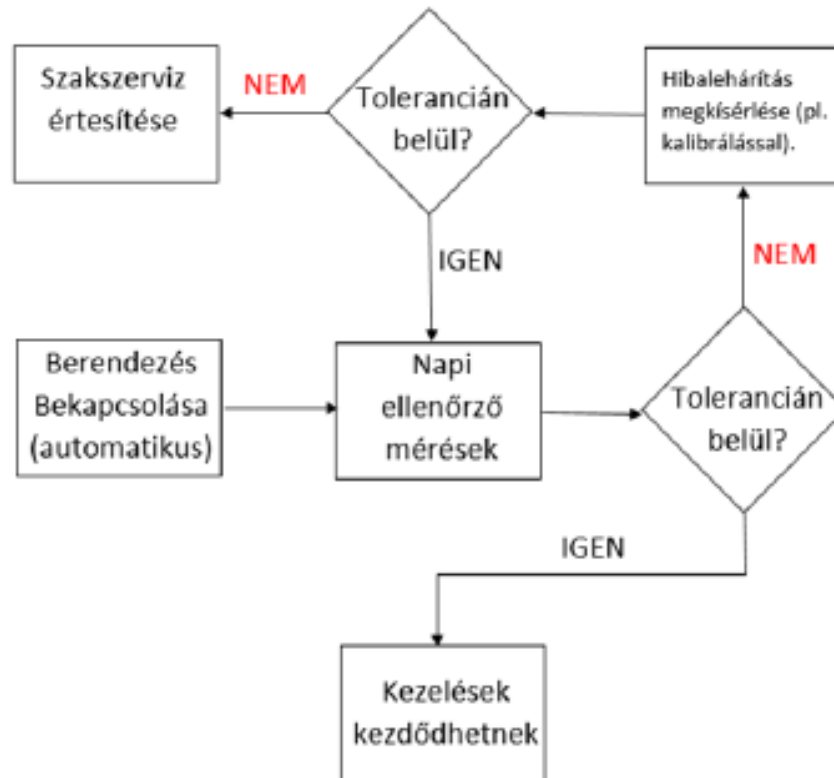 Szakszerviz
értesítése
NEM
Tolerancián
belül?
Hibalehárítás
megkísérlése (pl.
kalibrálással).
IGEN
NEM
Berendezés
Bekapcsolása
(automatikus)
Napi
ellenőrző
mérések
Tolerancián
belül?
IGEN
Kezelések
kezdődhetnek